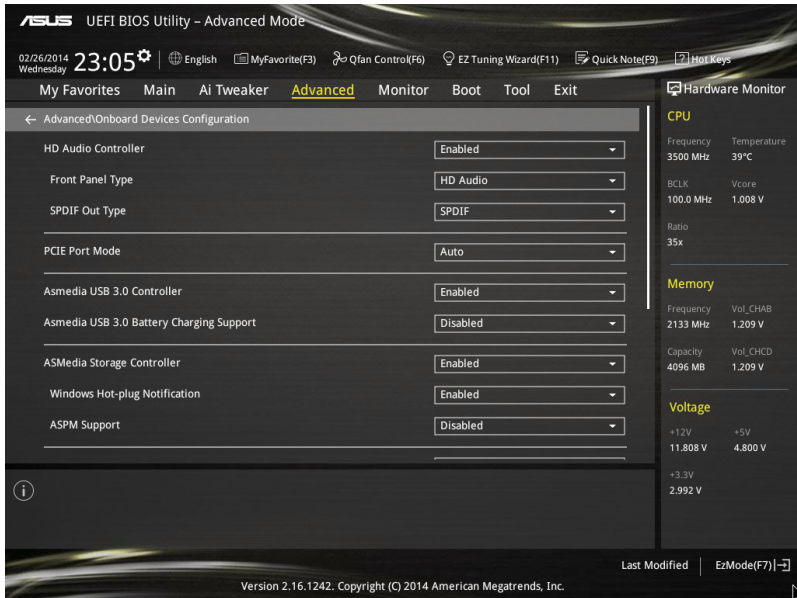 ASUS UEFI BIOS Utility – Advanced Mode
02/26/2014 Wednesday 23:05 English MyFavorite(F3) Qfan Control(F6) EZ Tuning Wizard(F11) Quick Note(F9) ? Hot Keys
My Favorites Main Ai Tweaker Advanced Monitor Boot Tool Exit
← Advanced\Onboard Devices Configuration
HD Audio Controller Enabled
Front Panel Type HD Audio
SPDIF Out Type SPDIF
PCIE Port Mode Auto
Asmedia USB 3.0 Controller Enabled
Asmedia USB 3.0 Battery Charging Support Disabled
ASMedia Storage Controller Enabled
Windows Hot-plug Notification Enabled
ASPM Support Disabled
Hardware Monitor
CPU
Frequency Temperature
3500 MHz 39°C
BCLK Vcore
100.0 MHz 1.008 V
Ratio
35x
Memory
Frequency Vol_CHAB
2133 MHz 1.209 V
Capacity Vol_CHCD
4096 MB 1.209 V
Voltage
+12V +5V
11.808 V 4.800 V
+3.3V
2.992 V
Last Modified EzMode(F7)
Version 2.16.1242. Copyright (C) 2014 American Megatrends, Inc.